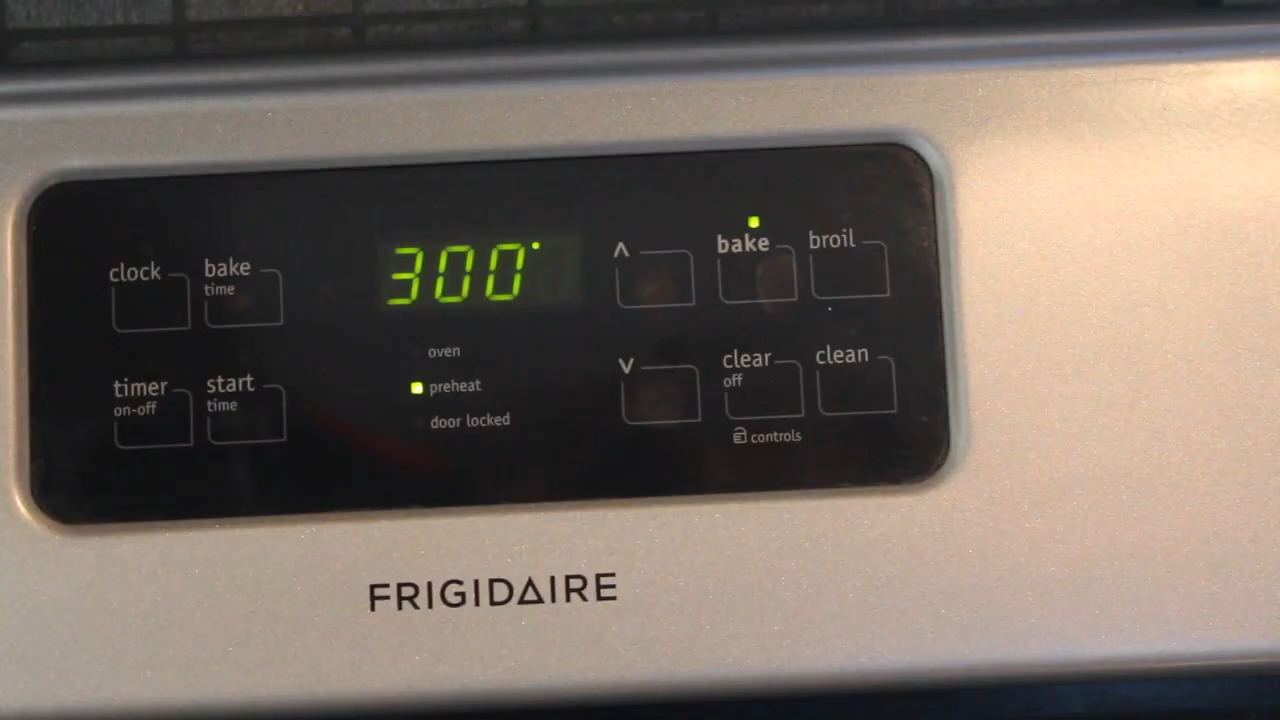 clock
bake
time
300°
^
bake
broil
oven
preheat
door locked
timer
on-off
start
time
v
clear
off
clean
controls
FRIGIDAIRE